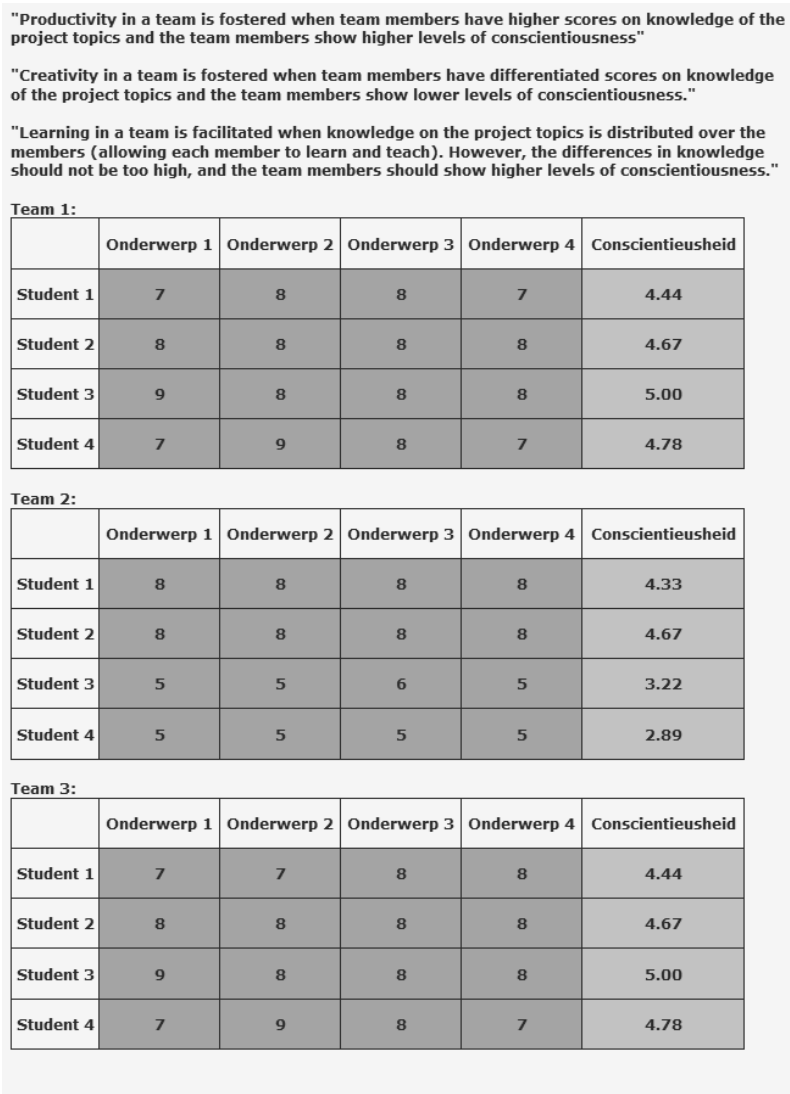 "Productivity in a team is fostered when team members have higher scores on knowledge of the
project topics and the team members show higher levels of conscientiousness"
"Creativity in a team is fostered when team members have differentiated scores on knowledge
of the project topics and the team members show lower levels of conscientiousness."
"Learning in a team is facilitated when knowledge on the project topics is distributed over the
members (allowing each member to learn and teach). However, the differences in knowledge
should not be too high, and the team members should show higher levels of conscientiousness."
Team 1:
Onderwerp 1 Onderwerp 2 Onderwerp 3 Onderwerp 4 Conscientieusheid
Student 1 7 8 8 7 4.44
Student 2 8 8 8 8 4.67
Student 3 9 8 8 8 5.00
Student 4 7 9 8 7 4.78
Team 2:
Onderwerp 1 Onderwerp 2 Onderwerp 3 Onderwerp 4 Conscientieusheid
Student 1 8 8 8 8 4.33
Student 2 8 8 8 8 4.67
Student 3 5 5 6 5 3.22
Student 4 5 5 5 5 2.89
Team 3:
Onderwerp 1 Onderwerp 2 Onderwerp 3 Onderwerp 4 Conscientieusheid
Student 1 7 7 8 8 4.44
Student 2 8 8 8 8 4.67
Student 3 9 8 8 8 5.00
Student 4 7 9 8 7 4.78